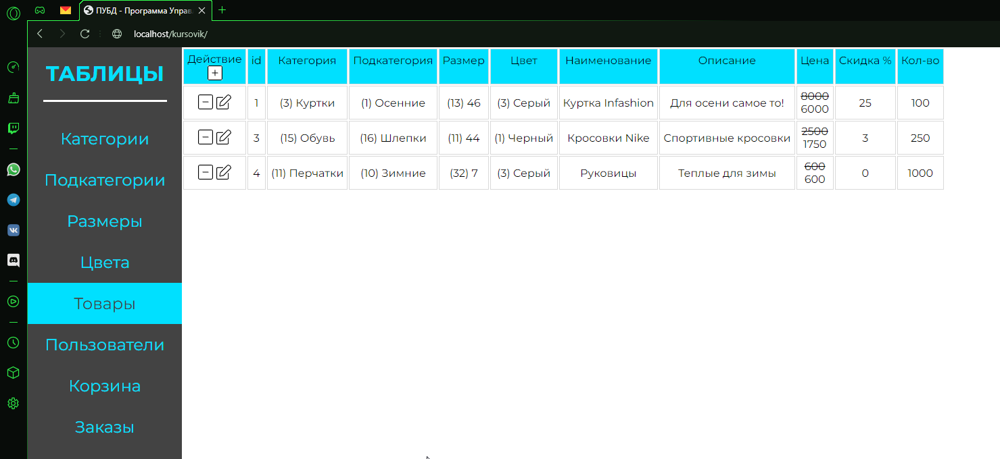 ПУБД - Программа Управ
localhost/kursovik/
ТАБЛИЦЫ
Категории
Подкатегории
Размеры
Цвета
Товары
Пользователи
Корзина
Заказы
Действие id Категория Подкатегория Размер Цвет Наименование Описание Цена Скидка % Кол-во
1 (3) Куртки (1) Осенние (13) 46 (3) Серый Куртка Infashion Для осени самое то! 8000 6000 25 100
3 (15) Обувь (16) Шлепки (11) 44 (1) Черный Кросовки Nike Спортивные кросовки 2500 1750 3 250
4 (11) Перчатки (10) Зимние (32) 7 (3) Серый Руковицы Теплые для зимы 600 600 0 1000